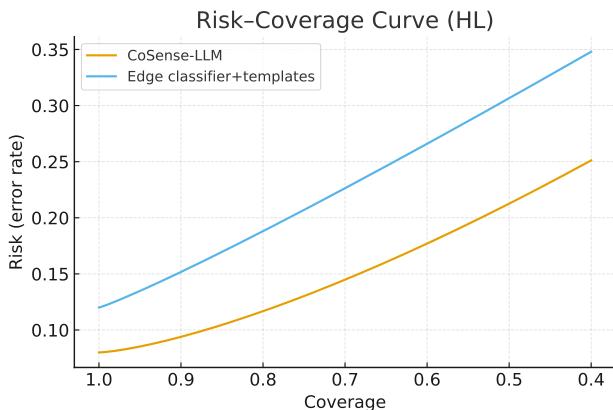 Risk–Coverage Curve (HL)
CoSense-LLM
Edge classifier+templates
Risk (error rate)
0.35
0.30
0.25
0.20
0.15
0.10
1.0 0.9 0.8 0.7 0.6 0.5 0.4
Coverage